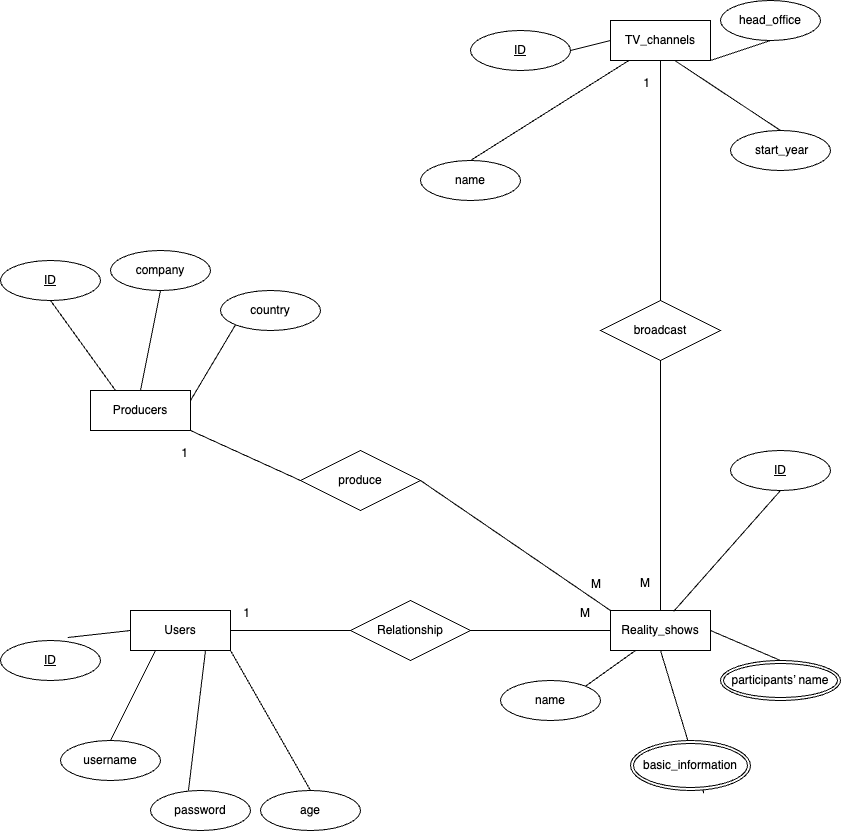 head_office
TV_channels
ID
1
start_year
name
company
ID
country
broadcast
Producers
1
ID
produce
M
M
1
M
Users
Relationship
Reality_shows
ID
participants' name
name
username
basic_information
password
age